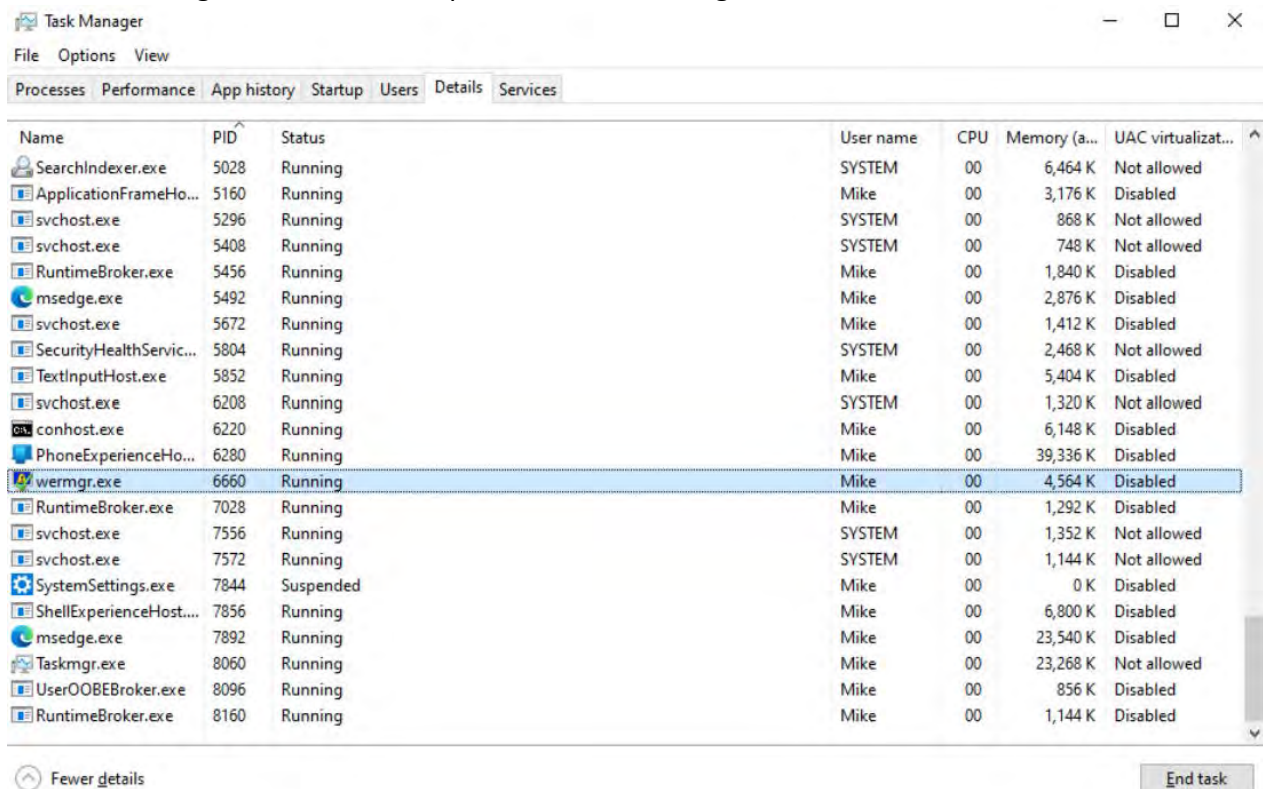 Task Manager
File Options View
Processes Performance App history Startup Users Details Services
Name PID Status User name CPU Memory (a... UAC virtualizat...
SearchIndexer.exe 5028 Running SYSTEM 00 6,464 K Not allowed
ApplicationFrameHo... 5160 Running Mike 00 3,176 K Disabled
svchost.exe 5296 Running SYSTEM 00 868 K Not allowed
svchost.exe 5408 Running SYSTEM 00 748 K Not allowed
RuntimeBroker.exe 5456 Running Mike 00 1,840 K Disabled
msedge.exe 5492 Running Mike 00 2,876 K Disabled
svchost.exe 5672 Running Mike 00 1,412 K Disabled
SecurityHealthServic... 5804 Running SYSTEM 00 2,468 K Not allowed
TextInputHost.exe 5852 Running Mike 00 5,404 K Disabled
svchost.exe 6208 Running SYSTEM 00 1,320 K Not allowed
conhost.exe 6220 Running Mike 00 6,148 K Disabled
PhoneExperienceHo... 6280 Running Mike 00 39,336 K Disabled
wermgr.exe 6660 Running Mike 00 4,564 K Disabled
RuntimeBroker.exe 7028 Running Mike 00 1,292 K Disabled
svchost.exe 7556 Running SYSTEM 00 1,352 K Not allowed
svchost.exe 7572 Running SYSTEM 00 1,144 K Not allowed
SystemSettings.exe 7844 Suspended Mike 00 0 K Disabled
ShellExperienceHost.... 7856 Running Mike 00 6,800 K Disabled
msedge.exe 7892 Running Mike 00 23,540 K Disabled
Taskmgr.exe 8060 Running Mike 00 23,268 K Not allowed
UserOOBEBroker.exe 8096 Running Mike 00 856 K Disabled
RuntimeBroker.exe 8160 Running Mike 00 1,144 K Disabled
Fewer details End task